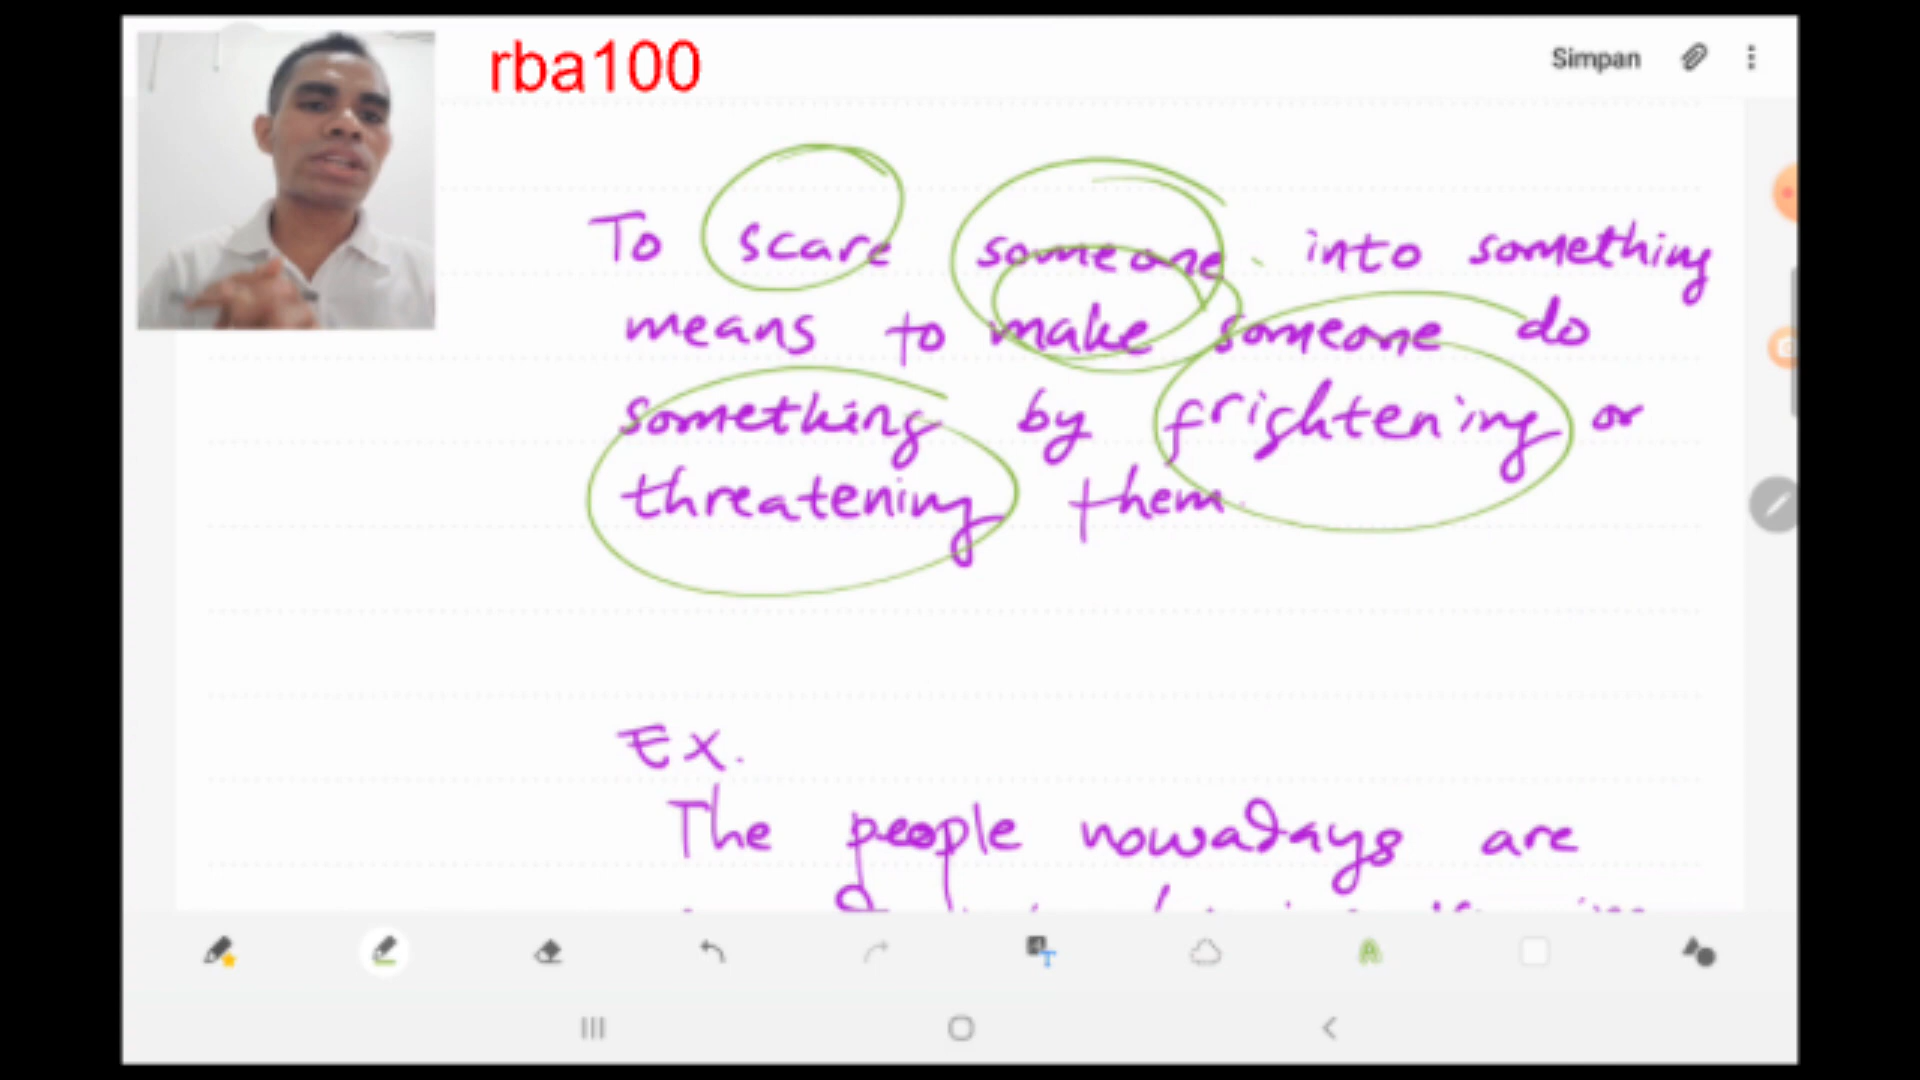 rba100
Simpan
To scare someone into something
means to make someone do
something by frightening or
threatening them.
Ex.
The people nowadays are